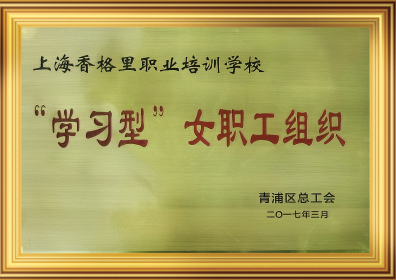 上海香格里职业培训学校
“学习型”女职工组织
青浦区总工会
二〇一七年三月